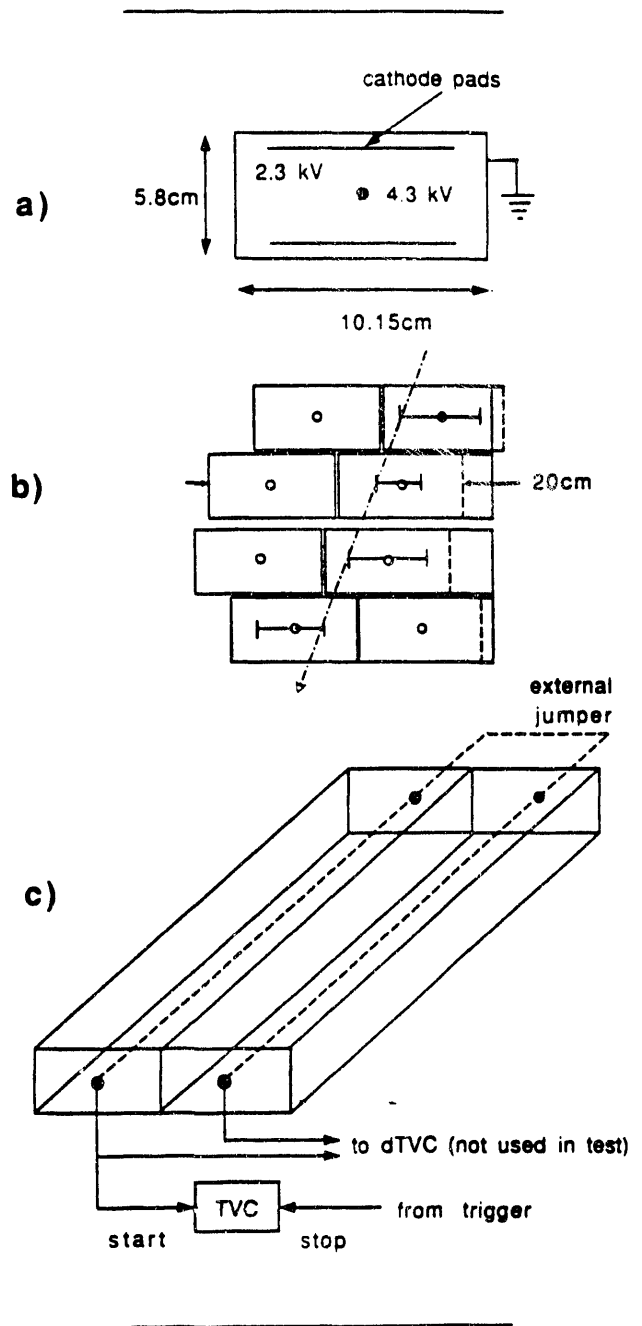 cathode pads
a)
5.8cm
2.3 kV
4.3 kV
10.15cm
b)
20cm
external
jumper
c)
to dTVC (not used in test)
TVC
from trigger
start
stop